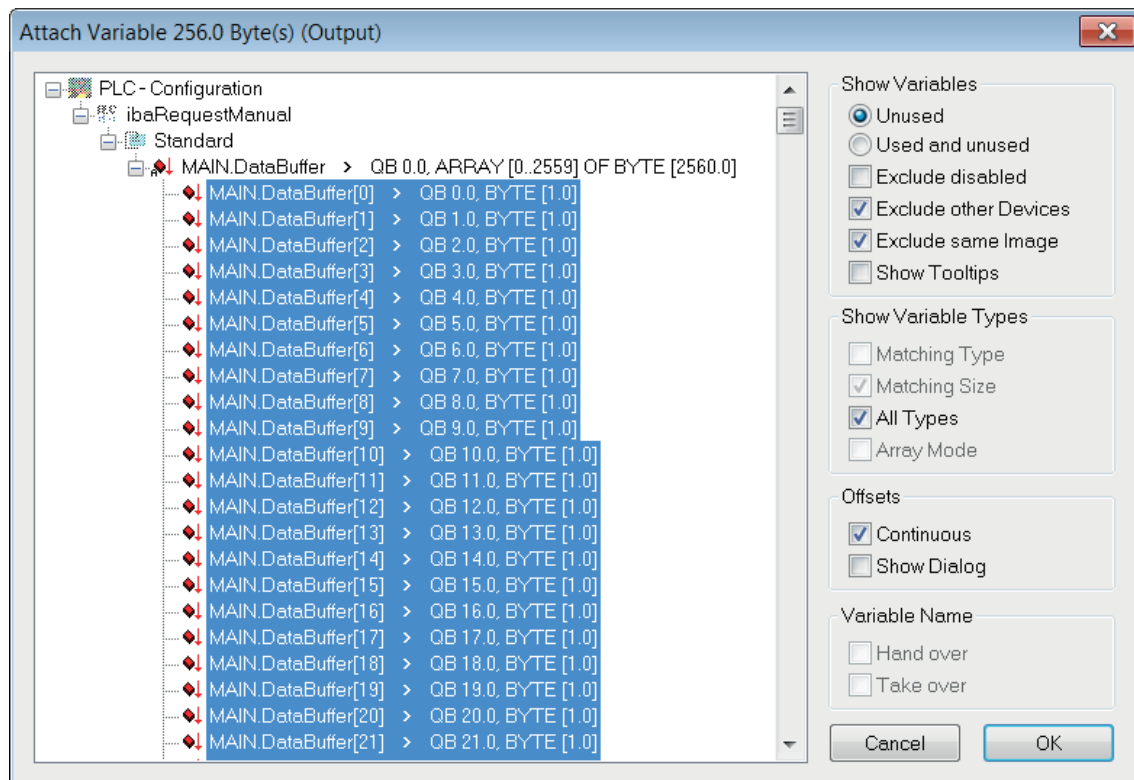 Attach Variable 256.0 Byte(s) (Output)
PLC - Configuration
ibaRequestManual
Standard
MAIN.DataBuffer > QB 0.0, ARRAY [0..2559] OF BYTE [2560.0]
MAIN.DataBuffer[0] > QB 0.0, BYTE [1.0]
MAIN.DataBuffer[1] > QB 1.0, BYTE [1.0]
MAIN.DataBuffer[2] > QB 2.0, BYTE [1.0]
MAIN.DataBuffer[3] > QB 3.0, BYTE [1.0]
MAIN.DataBuffer[4] > QB 4.0, BYTE [1.0]
MAIN.DataBuffer[5] > QB 5.0, BYTE [1.0]
MAIN.DataBuffer[6] > QB 6.0, BYTE [1.0]
MAIN.DataBuffer[7] > QB 7.0, BYTE [1.0]
MAIN.DataBuffer[8] > QB 8.0, BYTE [1.0]
MAIN.DataBuffer[9] > QB 9.0, BYTE [1.0]
MAIN.DataBuffer[10] > QB 10.0, BYTE [1.0]
MAIN.DataBuffer[11] > QB 11.0, BYTE [1.0]
MAIN.DataBuffer[12] > QB 12.0, BYTE [1.0]
MAIN.DataBuffer[13] > QB 13.0, BYTE [1.0]
MAIN.DataBuffer[14] > QB 14.0, BYTE [1.0]
MAIN.DataBuffer[15] > QB 15.0, BYTE [1.0]
MAIN.DataBuffer[16] > QB 16.0, BYTE [1.0]
MAIN.DataBuffer[17] > QB 17.0, BYTE [1.0]
MAIN.DataBuffer[18] > QB 18.0, BYTE [1.0]
MAIN.DataBuffer[19] > QB 19.0, BYTE [1.0]
MAIN.DataBuffer[20] > QB 20.0, BYTE [1.0]
MAIN.DataBuffer[21] > QB 21.0, BYTE [1.0]
Show Variables
Unused
Used and unused
Exclude disabled
Exclude other Devices
Exclude same Image
Show Tooltips
Show Variable Types
Matching Type
Matching Size
All Types
Array Mode
Offsets
Continuous
Show Dialog
Variable Name
Hand over
Take over
Cancel
OK